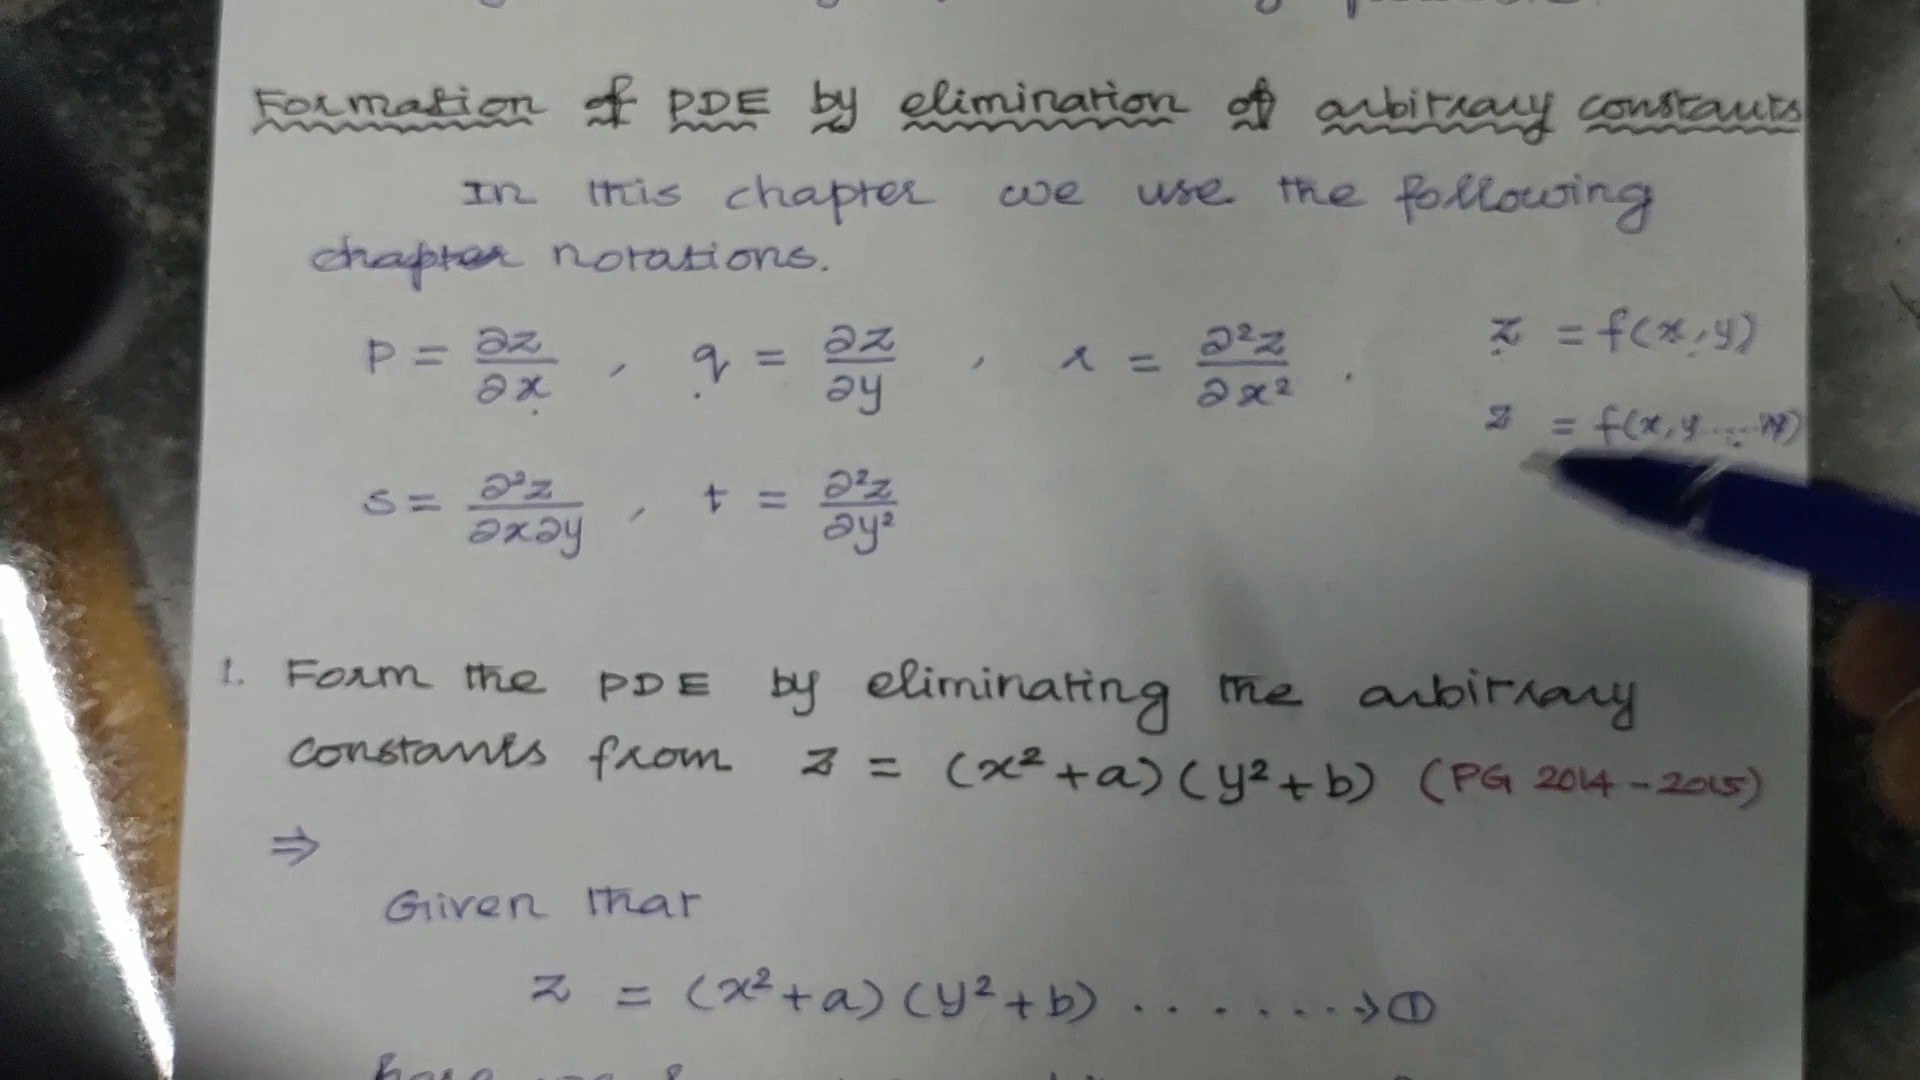 Formation of PDE by elimination of arbitrary constants
In this chapter we use the following
chapter notations.
p = ∂z/∂x , q = ∂z/∂y , r = ∂²z/∂x² .
z = f(x,y)
z = f(x,y
s = ∂²z/∂x∂y , t = ∂²z/∂y²
1. Form the PDE by eliminating the arbitrary
constants from z = (x²+a)(y²+b) (PG 2014-2015)
⇒
Given that
z = (x²+a)(y²+b) . . . . . . . → ①